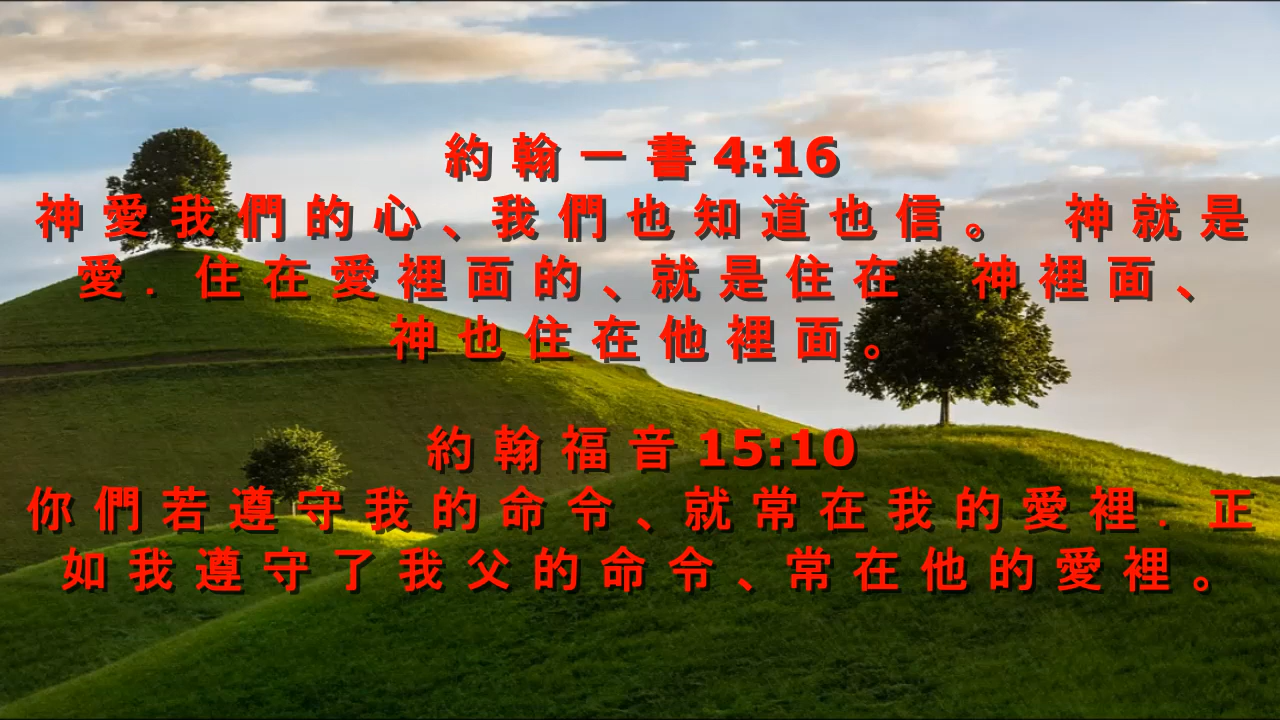 約 翰 一 書 4:16
神 愛 我 們 的 心 、我 們 也 知 道 也 信 。 神 就 是
愛 . 住 在 愛 裡 面 的 、就 是 住 在 神 裡 面 、
神 也 住 在 他 裡 面 。
約 翰 福 音 15:10
你 們 若 遵 守 我 的 命 令 、就 常 在 我 的 愛 裡 . 正
如 我 遵 守 了 我 父 的 命 令 、常 在 他 的 愛 裡 。